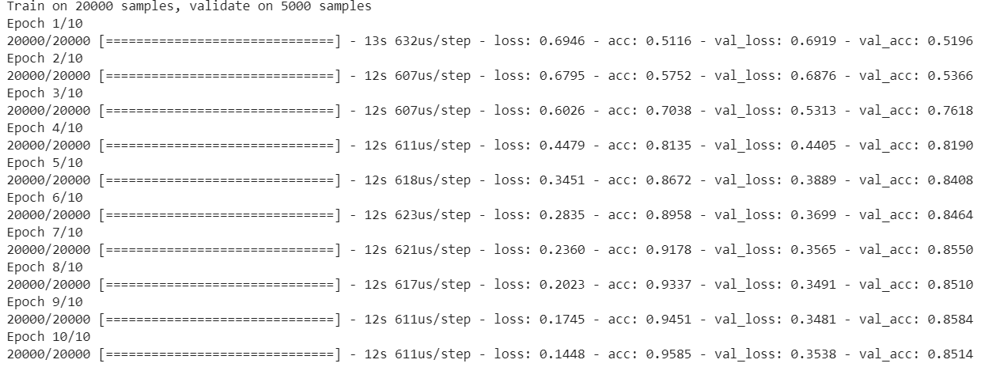 Train on 20000 samples, validate on 5000 samples
Epoch 1/10
20000/20000 [==============================] - 13s 632us/step - loss: 0.6946 - acc: 0.5116 - val_loss: 0.6919 - val_acc: 0.5196
Epoch 2/10
20000/20000 [==============================] - 12s 607us/step - loss: 0.6795 - acc: 0.5752 - val_loss: 0.6876 - val_acc: 0.5366
Epoch 3/10
20000/20000 [==============================] - 12s 607us/step - loss: 0.6026 - acc: 0.7038 - val_loss: 0.5313 - val_acc: 0.7618
Epoch 4/10
20000/20000 [==============================] - 12s 611us/step - loss: 0.4479 - acc: 0.8135 - val_loss: 0.4405 - val_acc: 0.8190
Epoch 5/10
20000/20000 [==============================] - 12s 618us/step - loss: 0.3451 - acc: 0.8672 - val_loss: 0.3889 - val_acc: 0.8408
Epoch 6/10
20000/20000 [==============================] - 12s 623us/step - loss: 0.2835 - acc: 0.8958 - val_loss: 0.3699 - val_acc: 0.8464
Epoch 7/10
20000/20000 [==============================] - 12s 621us/step - loss: 0.2360 - acc: 0.9178 - val_loss: 0.3565 - val_acc: 0.8550
Epoch 8/10
20000/20000 [==============================] - 12s 617us/step - loss: 0.2023 - acc: 0.9337 - val_loss: 0.3491 - val_acc: 0.8510
Epoch 9/10
20000/20000 [==============================] - 12s 611us/step - loss: 0.1745 - acc: 0.9451 - val_loss: 0.3481 - val_acc: 0.8584
Epoch 10/10
20000/20000 [==============================] - 12s 611us/step - loss: 0.1448 - acc: 0.9585 - val_loss: 0.3538 - val_acc: 0.8514